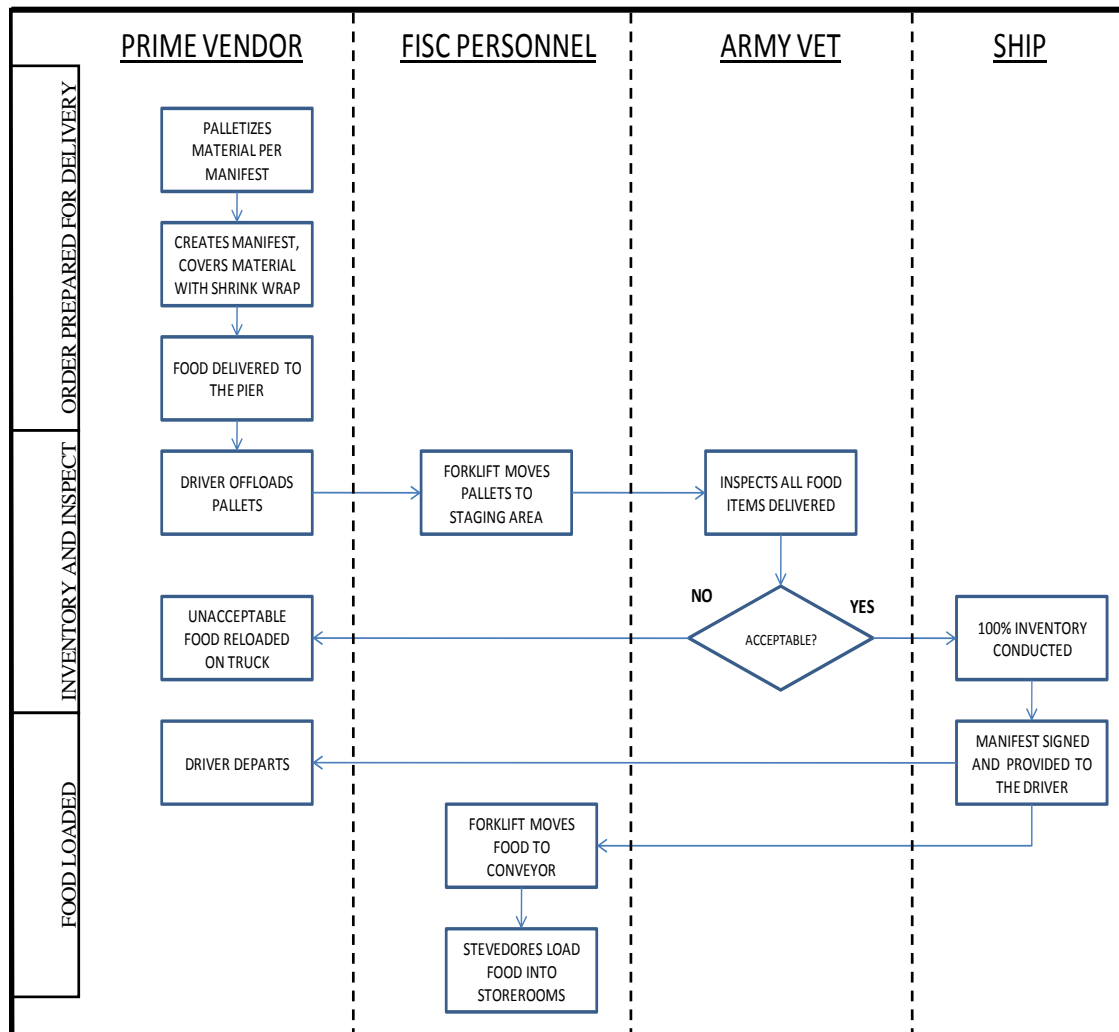 PRIME VENDOR
FISC PERSONNEL
ARMY VET
SHIP
ORDER PREPARED FOR DELIVERY
PALLETIZES
MATERIAL PER
MANIFEST
CREATES MANIFEST,
COVERS MATERIAL
WITH SHRINK WRAP
FOOD DELIVERED TO
THE PIER
INVENTORY AND INSPECT
DRIVER OFFLOADS
PALLETS
FORKLIFT MOVES
PALLETS TO
STAGING AREA
INSPECTS ALL FOOD
ITEMS DELIVERED
NO
YES
UNACCEPTABLE
FOOD RELOADED
ON TRUCK
ACCEPTABLE?
100% INVENTORY
CONDUCTED
FOOD LOADED
DRIVER DEPARTS
MANIFEST SIGNED
AND PROVIDED TO
THE DRIVER
FORKLIFT MOVES
FOOD TO
CONVEYOR
STEVEDORES LOAD
FOOD INTO
STOREROOMS